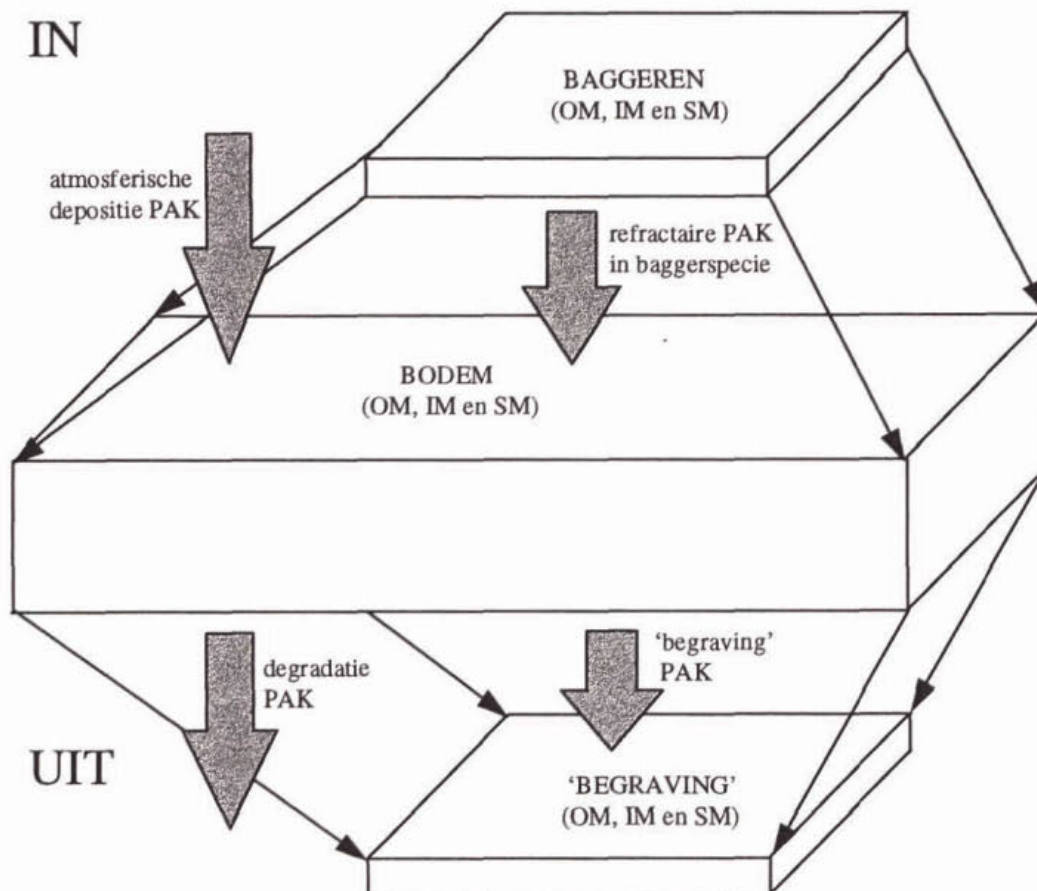 IN
BAGGEREN
(OM, IM en SM)
atmosferische
depositie PAK
refractaire PAK
in baggerspecie
BODEM
(OM, IM en SM)
degradatie
PAK
‘begraving’
PAK
UIT
‘BEGRAVING’
(OM, IM en SM)